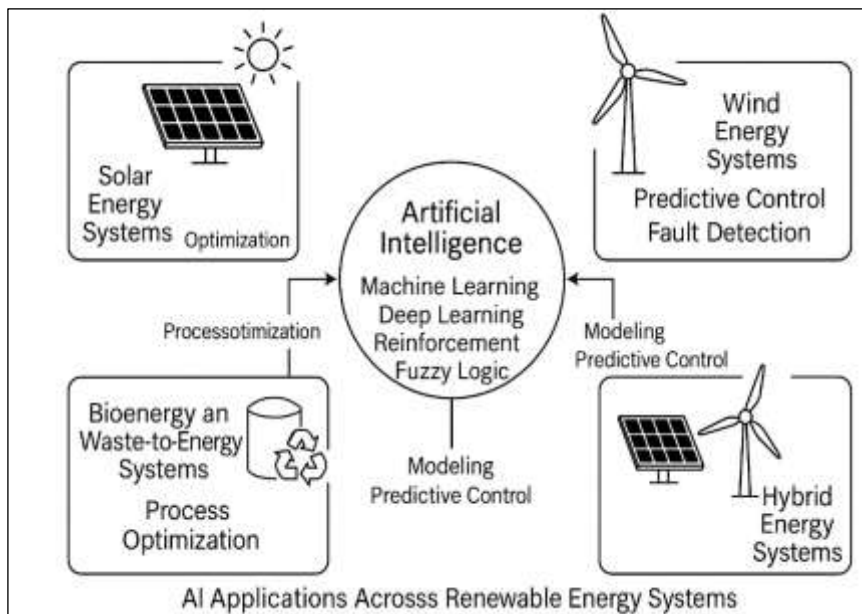 Solar
Energy
Systems
Optimization
Wind
Energy
Systems
Predictive Control
Fault Detection
Artificial
Intelligence
Machine Learning
Deep Learning
Reinforcement
Fuzzy Logic
Processotimization
Modeling
Predictive Control
Bioenergy an
Waste-to-Energy
Systems
Process
Optimization
Modeling
Predictive Control
Hybrid
Energy
Systems
AI Applications Acrosss Renewable Energy Systems